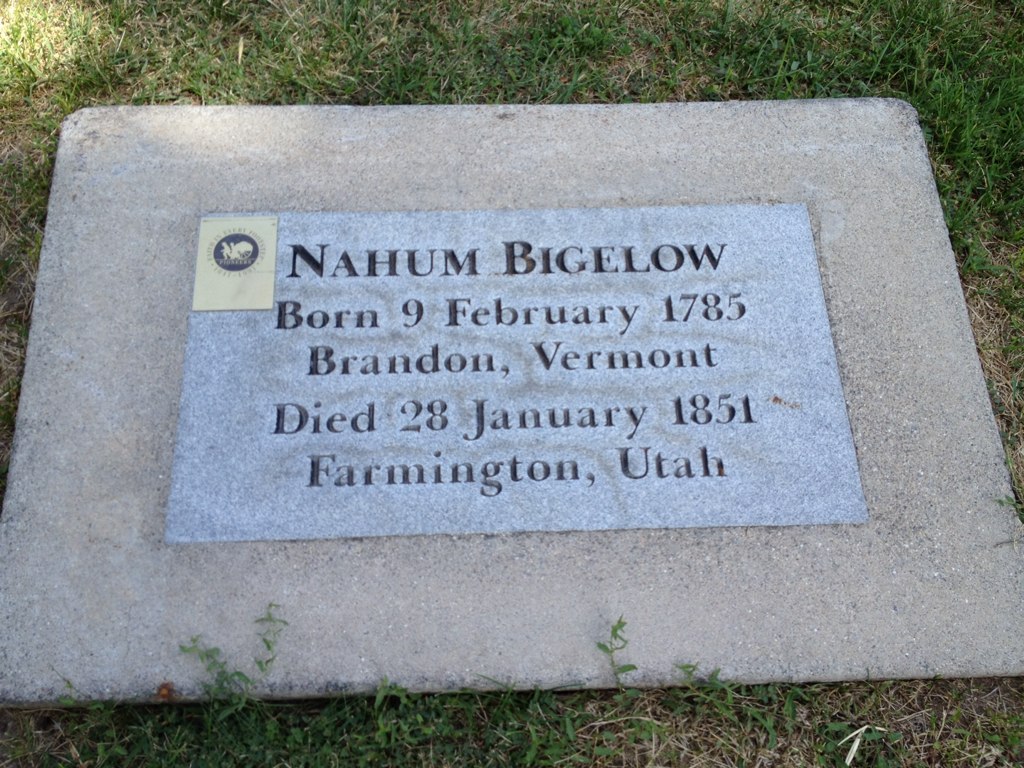 NAHUM BIGELOW
Born 9 February 1785
Brandon, Vermont
Died 28 January 1851
Farmington, Utah